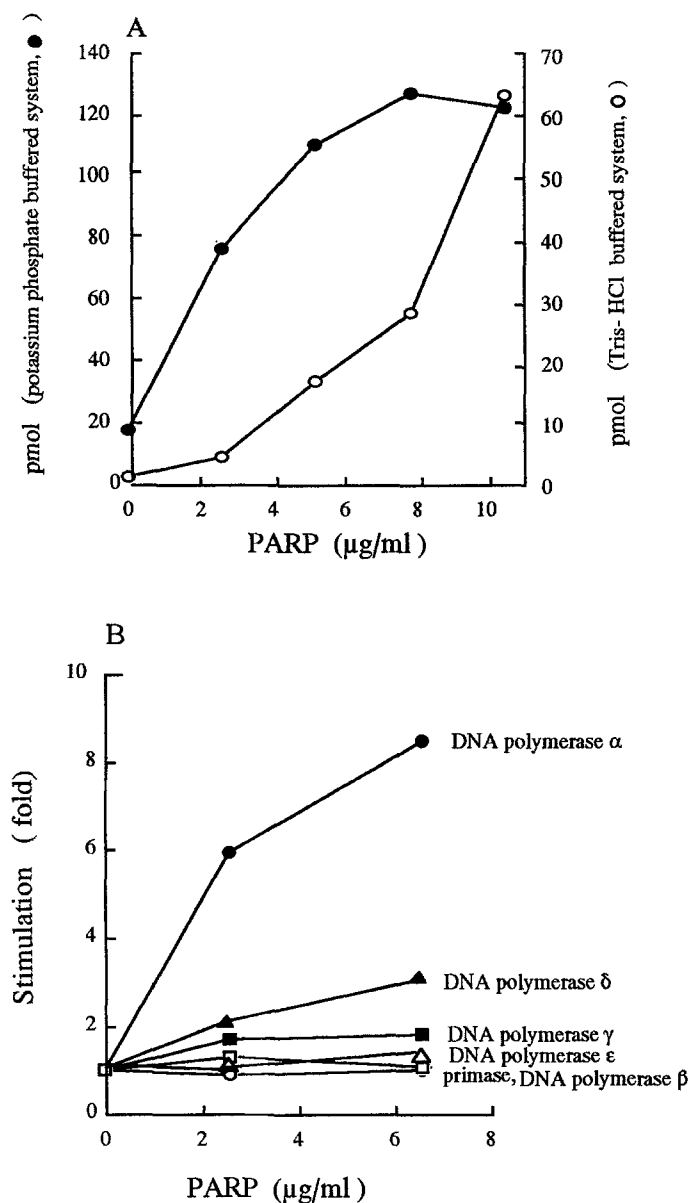 A
pmol (potassium phosphate buffered system, ●)
140
120
100
80
60
40
20
0
70
60
50
40
30
20
10
0
pmol (Tris-HCl buffered system, O)
0 2 4 6 8 10
PARP (µg/ml)
B
Stimulation (fold)
10
8
6
4
2
0
DNA polymerase α
DNA polymerase δ
DNA polymerase γ
DNA polymerase ε
primase, DNA polymerase β
0 2 4 6 8
PARP (µg/ml)